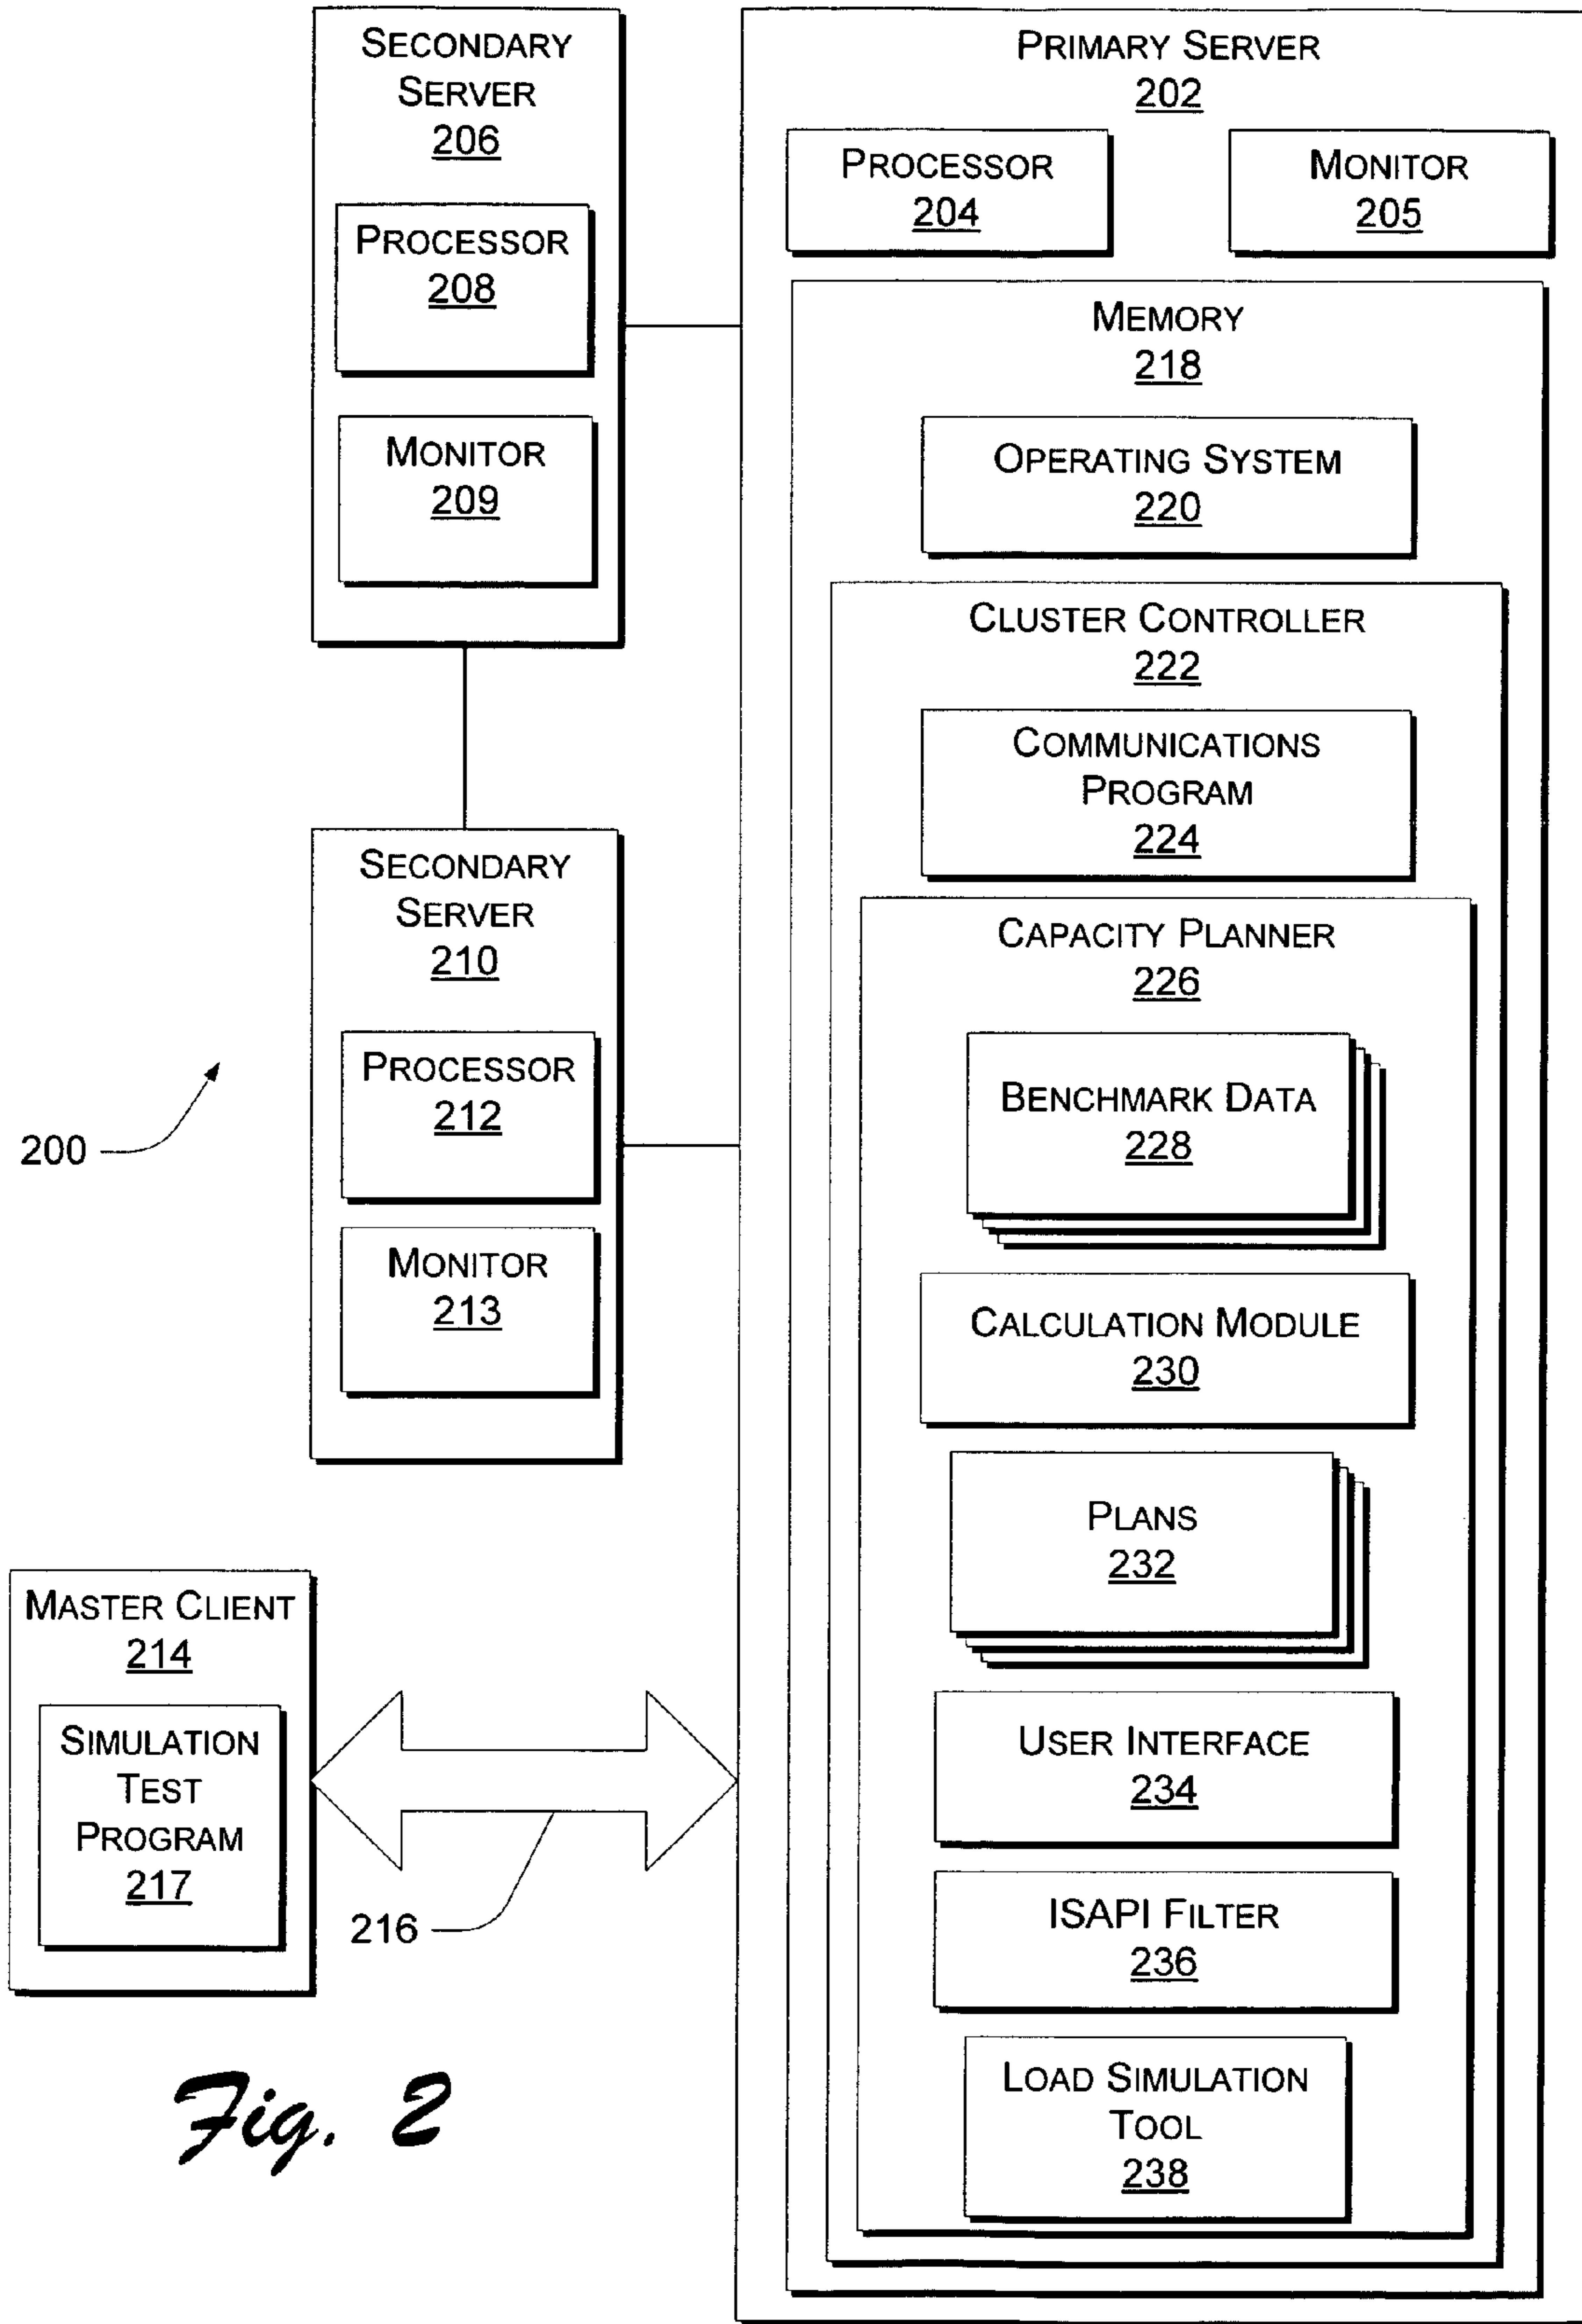 SECONDARY
SERVER
206
PROCESSOR
208
MONITOR
209
SECONDARY
SERVER
210
PROCESSOR
212
MONITOR
213
200
MASTER CLIENT
214
SIMULATION
TEST
PROGRAM
217
216
PRIMARY SERVER
202
PROCESSOR
204
MONITOR
205
MEMORY
218
OPERATING SYSTEM
220
CLUSTER CONTROLLER
222
COMMUNICATIONS
PROGRAM
224
CAPACITY PLANNER
226
BENCHMARK DATA
228
CALCULATION MODULE
230
PLANS
232
USER INTERFACE
234
ISAPI FILTER
236
LOAD SIMULATION
TOOL
238
Fig. 2